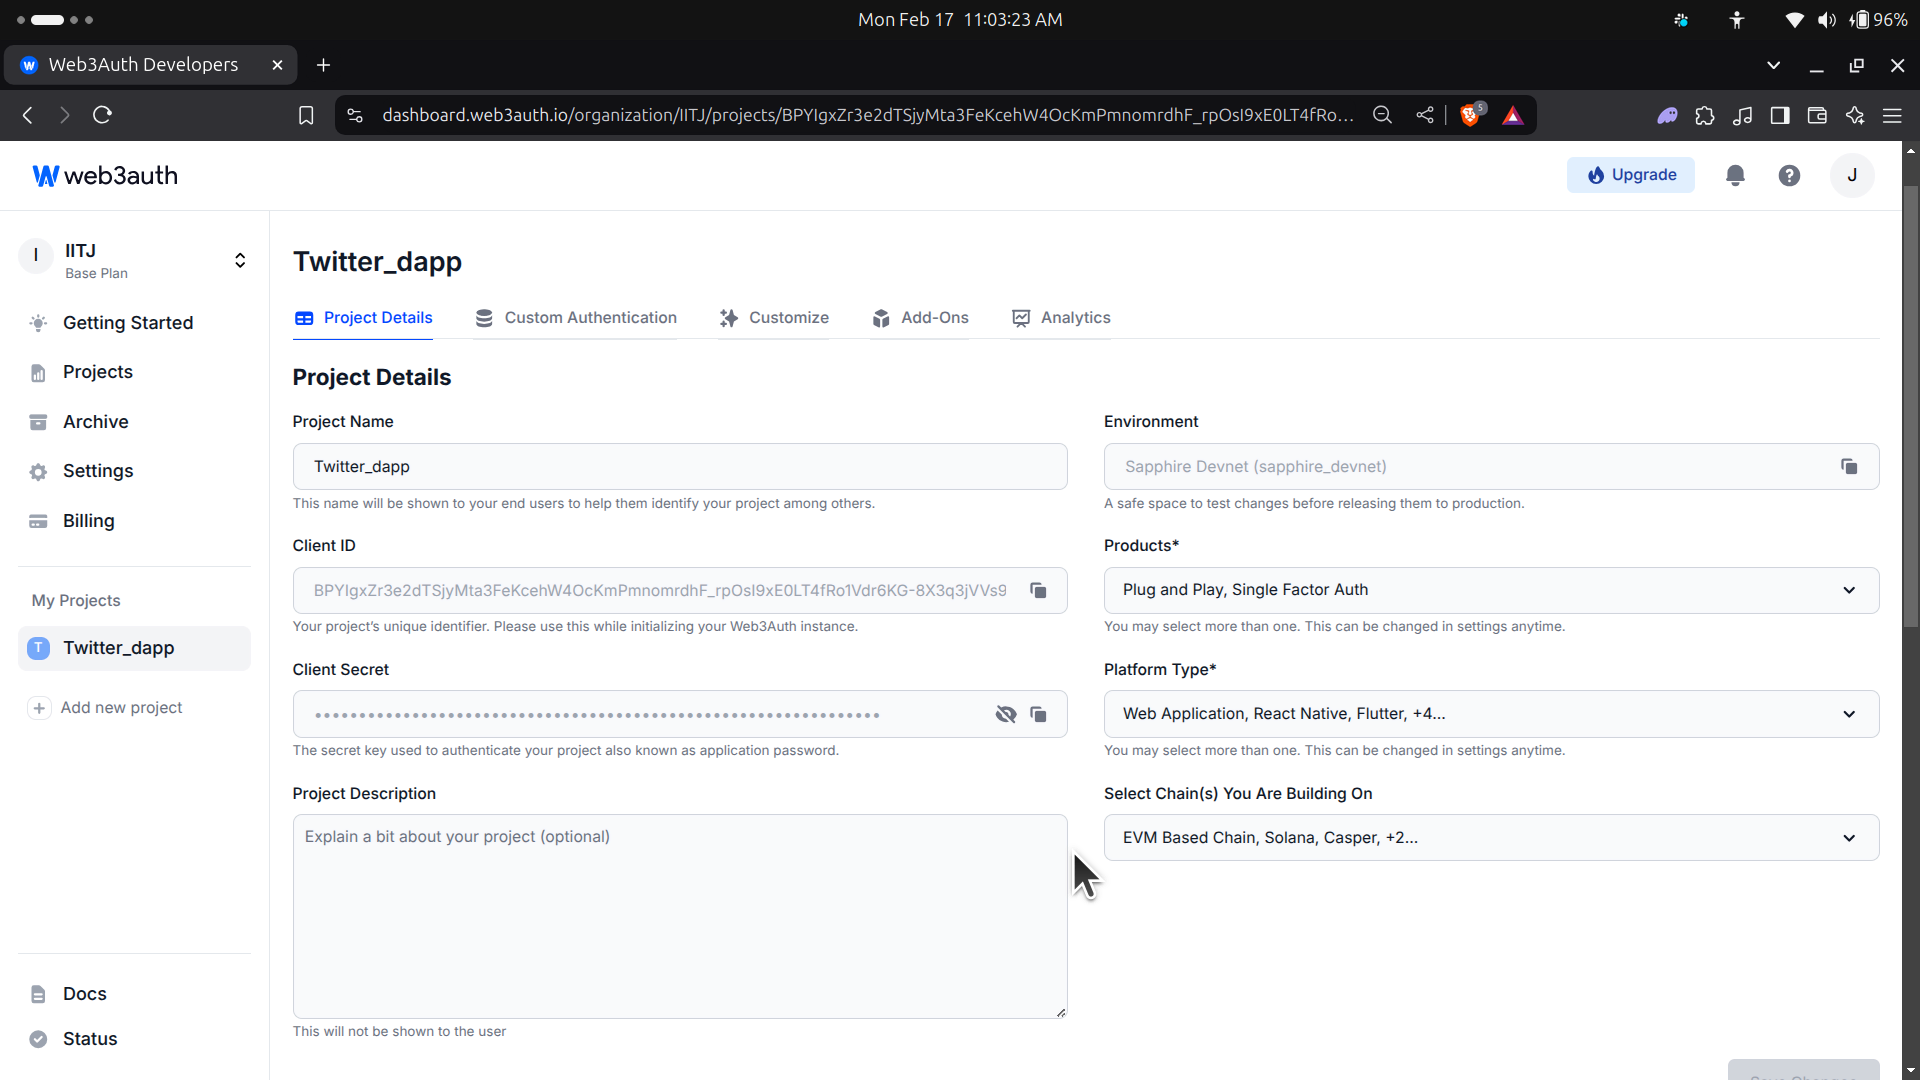 Mon Feb 17 11:03:23 AM
96%
Web3Auth Developers
dashboard.web3auth.io/organization/IITJ/projects/BPYIgxZr3e2dTSjyMta3FeKcehW4OcKmPmnomrdhF_rpOsI9xE0LT4fRo...
5
web3auth
Upgrade
J
I
IITJ
Base Plan
Getting Started
Projects
Archive
Settings
Billing
My Projects
T
Twitter_dapp
Add new project
Docs
Status
Twitter_dapp
Project Details
Custom Authentication
Customize
Add-Ons
Analytics
Project Details
Project Name
Twitter_dapp
This name will be shown to your end users to help them identify your project among others.
Environment
Sapphire Devnet (sapphire_devnet)
A safe space to test changes before releasing them to production.
Client ID
BPYIgxZr3e2dTSjyMta3FeKcehW4OcKmPmnomrdhF_rpOsI9xE0LT4fRo1Vdr6KG-8X3q3jVVs9
Your project's unique identifier. Please use this while initializing your Web3Auth instance.
Products*
Plug and Play, Single Factor Auth
You may select more than one. This can be changed in settings anytime.
Client Secret
The secret key used to authenticate your project also known as application password.
Platform Type*
Web Application, React Native, Flutter, +4...
You may select more than one. This can be changed in settings anytime.
Project Description
Explain a bit about your project (optional)
This will not be shown to the user
Select Chain(s) You Are Building On
EVM Based Chain, Solana, Casper, +2...